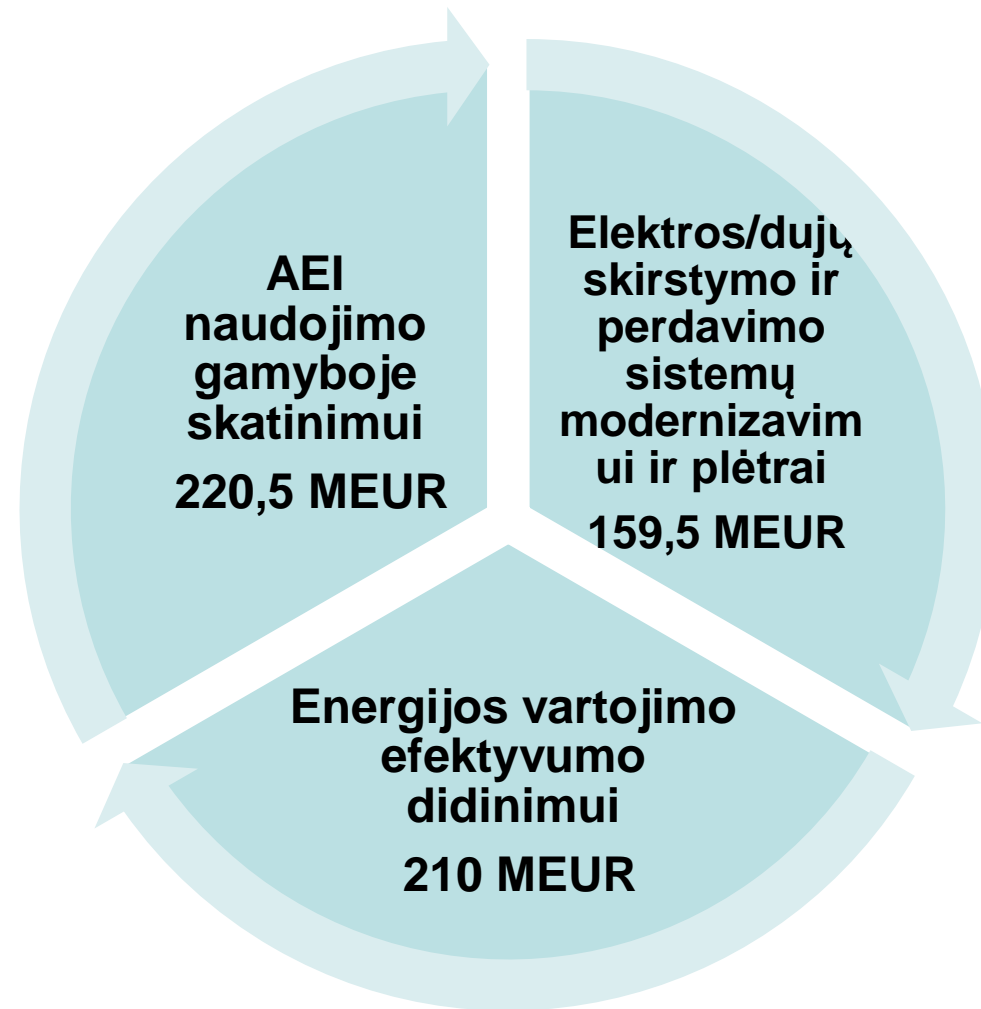 AEI
naudojimo
gamyboje
skatinimui
220,5 MEUR
Elektros/dujų
skirstymo ir
perdavimo
sistemų
modernizavim
ui ir plėtrai
159,5 MEUR
Energijos vartojimo
efektyvumo
didinimui
210 MEUR